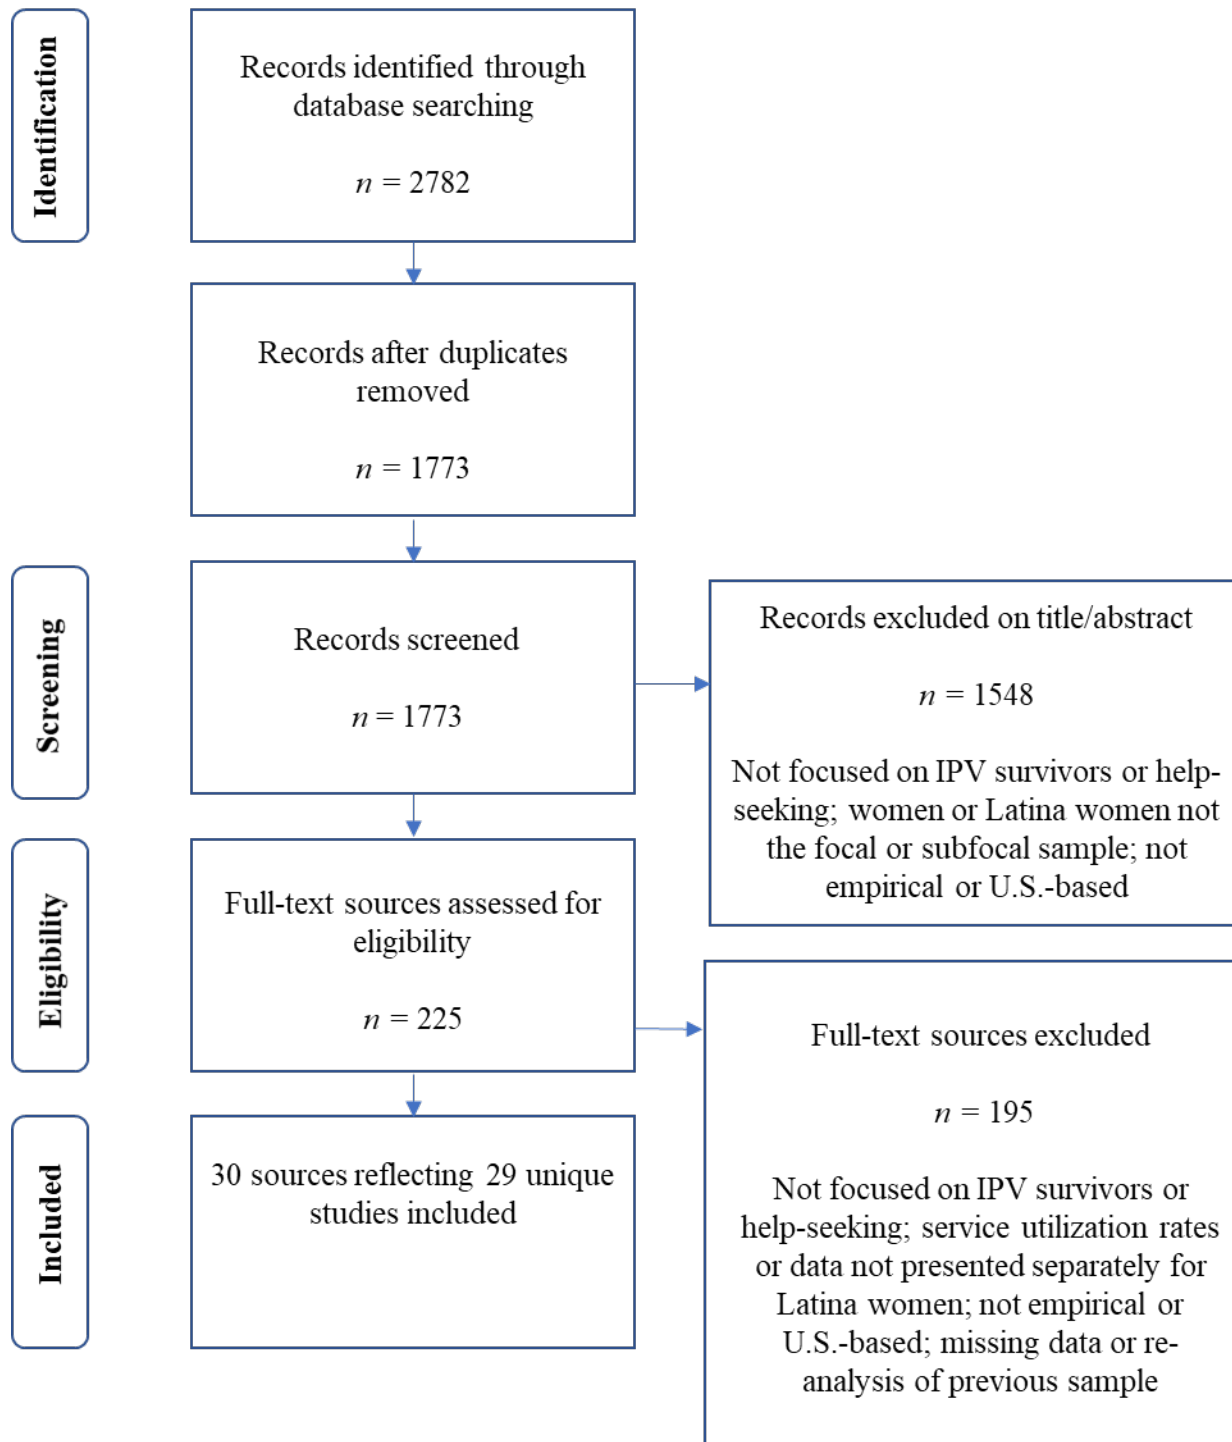 Identification
Records identified through
database searching
n = 2782
Records after duplicates
removed
n = 1773
Screening
Records screened
n = 1773
Records excluded on title/abstract
n = 1548
Not focused on IPV survivors or help-
seeking; women or Latina women not
the focal or subfocal sample; not
empirical or U.S.-based
Eligibility
Full-text sources assessed for
eligibility
n = 225
Full-text sources excluded
n = 195
Not focused on IPV survivors or
help-seeking; service utilization rates
or data not presented separately for
Latina women; not empirical or
U.S.-based; missing data or re-
analysis of previous sample
Included
30 sources reflecting 29 unique
studies included